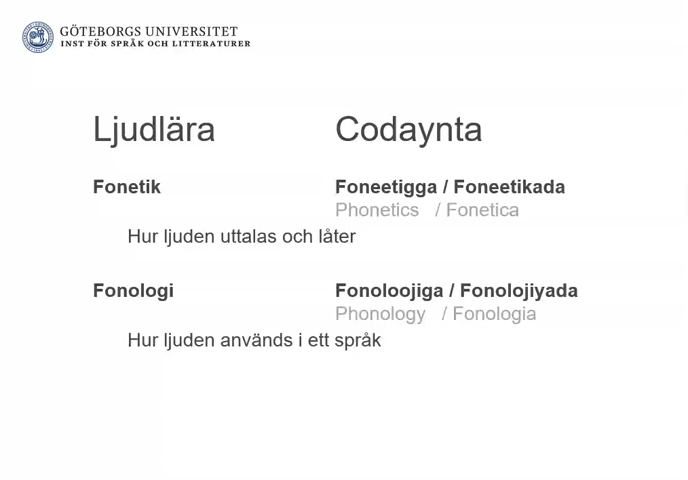 GÖTEBORGS UNIVERSITET
INST FÖR SPRÅK OCH LITTERATURER
Ljudlära Codaynta
Fonetik Foneetigga / Foneetikada
Phonetics / Fonetica
Hur ljuden uttalas och låter
Fonologi Fonoloojiga / Fonolojiyada
Phonology / Fonologia
Hur ljuden används i ett språk